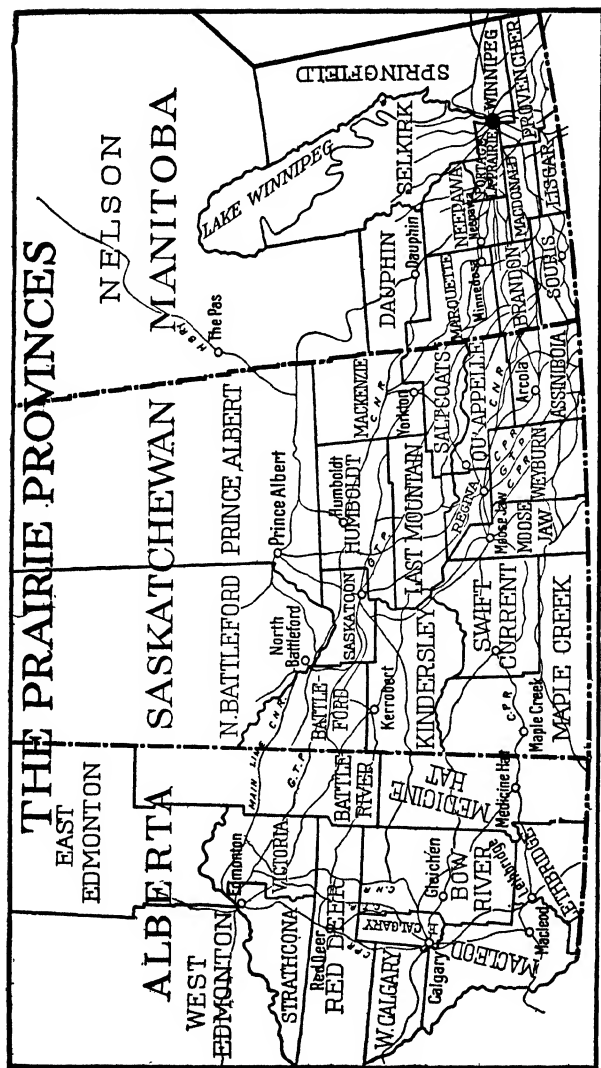 THE PRAIRIE PROVINCES
ALBERTA
SASKATCHEWAN
MANITOBA
EAST
EDMONTON
WEST
EDMONTON
Edmonton
VICTORIA
STRATHCONA
Red Deer
RED DEER
BATTLE
RIVER
W. CALGARY
CALGARY
Calgary
Gleichen
BOW
RIVER
MEDICINE
HAT
Medicine Hat
Lethbridge
LETHBRIDGE
Macleod
MACLEOD
MAIN LINE C.N.R.
G.T.P.
C.P.R.
N. BATTLEFORD
North
Battleford
BATTLE-
FORD
Kerrobert
KINDERSLEY
SASKATOON
PRINCE ALBERT
Prince Albert
Humboldt
HUMBOLDT
G.T.P.
LAST MOUNTAIN
MACKENZIE
C.N.R.
Yorkton
SALTCOATS
QU'APPELLE
REGINA
Moose Jaw
MOOSE
JAW
WEYBURN
C.P.R.
G.T.P.
C.P.R.
C.N.R.
Arcola
ASSINIBOIA
SWIFT
CURRENT
C.P.R.
Maple Creek
MAPLE CREEK
NELSON
H.B.RY.
The Pas
LAKE WINNIPEG
SPRINGFIELD
SELKIRK
DAUPHIN
Dauphin
NEEPAWA
Neepawa
MARQUETTE
Minnedosa
PORTAGE
LA PRAIRIE
WINNIPEG
PROVENCHER
MACDONALD
BRANDON
LISGAR
SOURIS